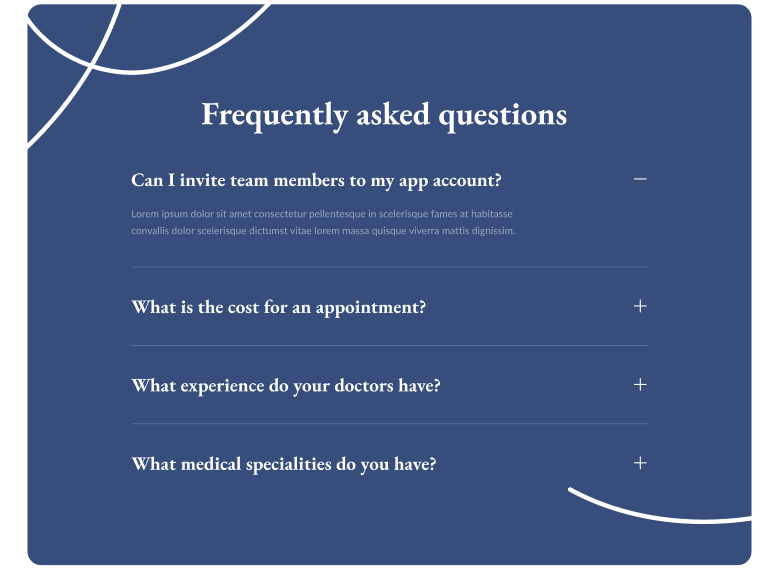 Frequently asked questions
Can I invite team members to my app account?
Lorem ipsum dolor sit amet consectetur pellentesque in scelerisque fames at habitasse
convallis dolor scelerisque dictumst vitae lorem massa quisque viverra mattis dignissim.
What is the cost for an appointment?
What experience do your doctors have?
What medical specialities do you have?